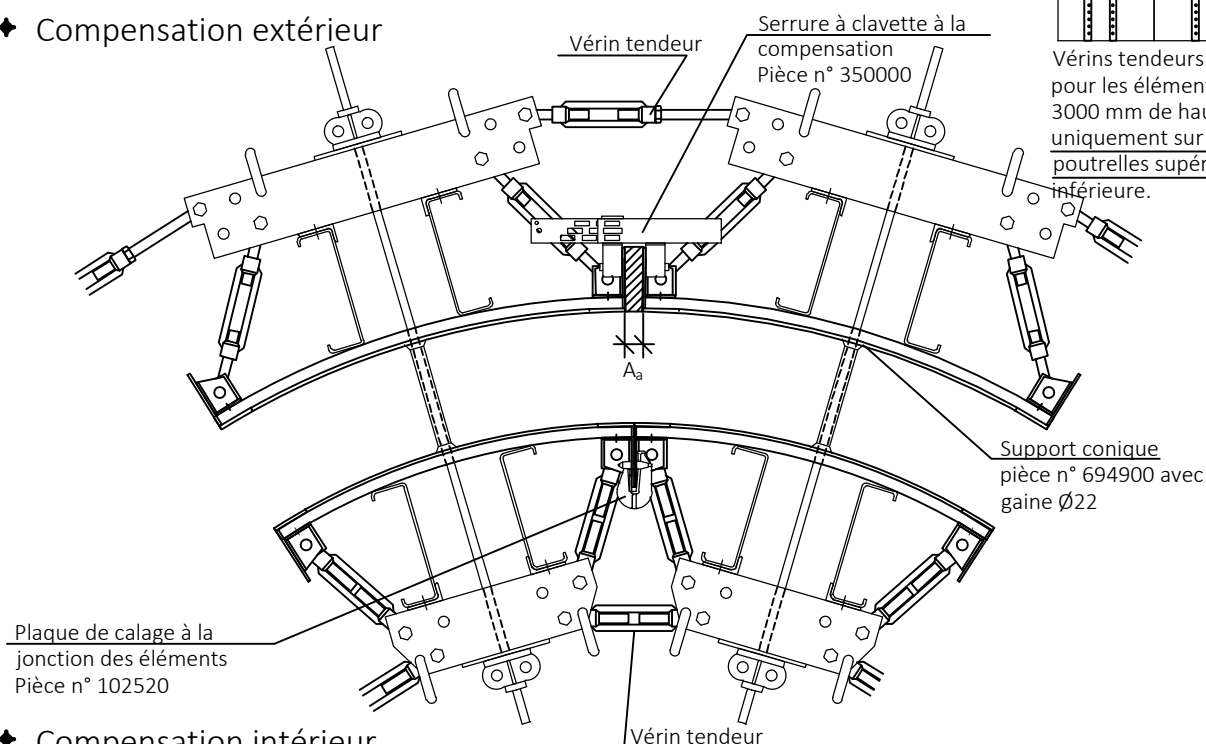 Compensation extérieur
Vérin tendeur
Serrure à clavette à la
compensation
Pièce n° 350000
Vérins tendeurs
pour les élément
3000 mm de hau
uniquement sur
poutrelles supér
inférieure.
Aa
Support conique
pièce n° 694900 avec
gaine Ø22
Plaque de calage à la
jonction des éléments
Pièce n° 102520
Vérin tendeur
Compensation intérieur